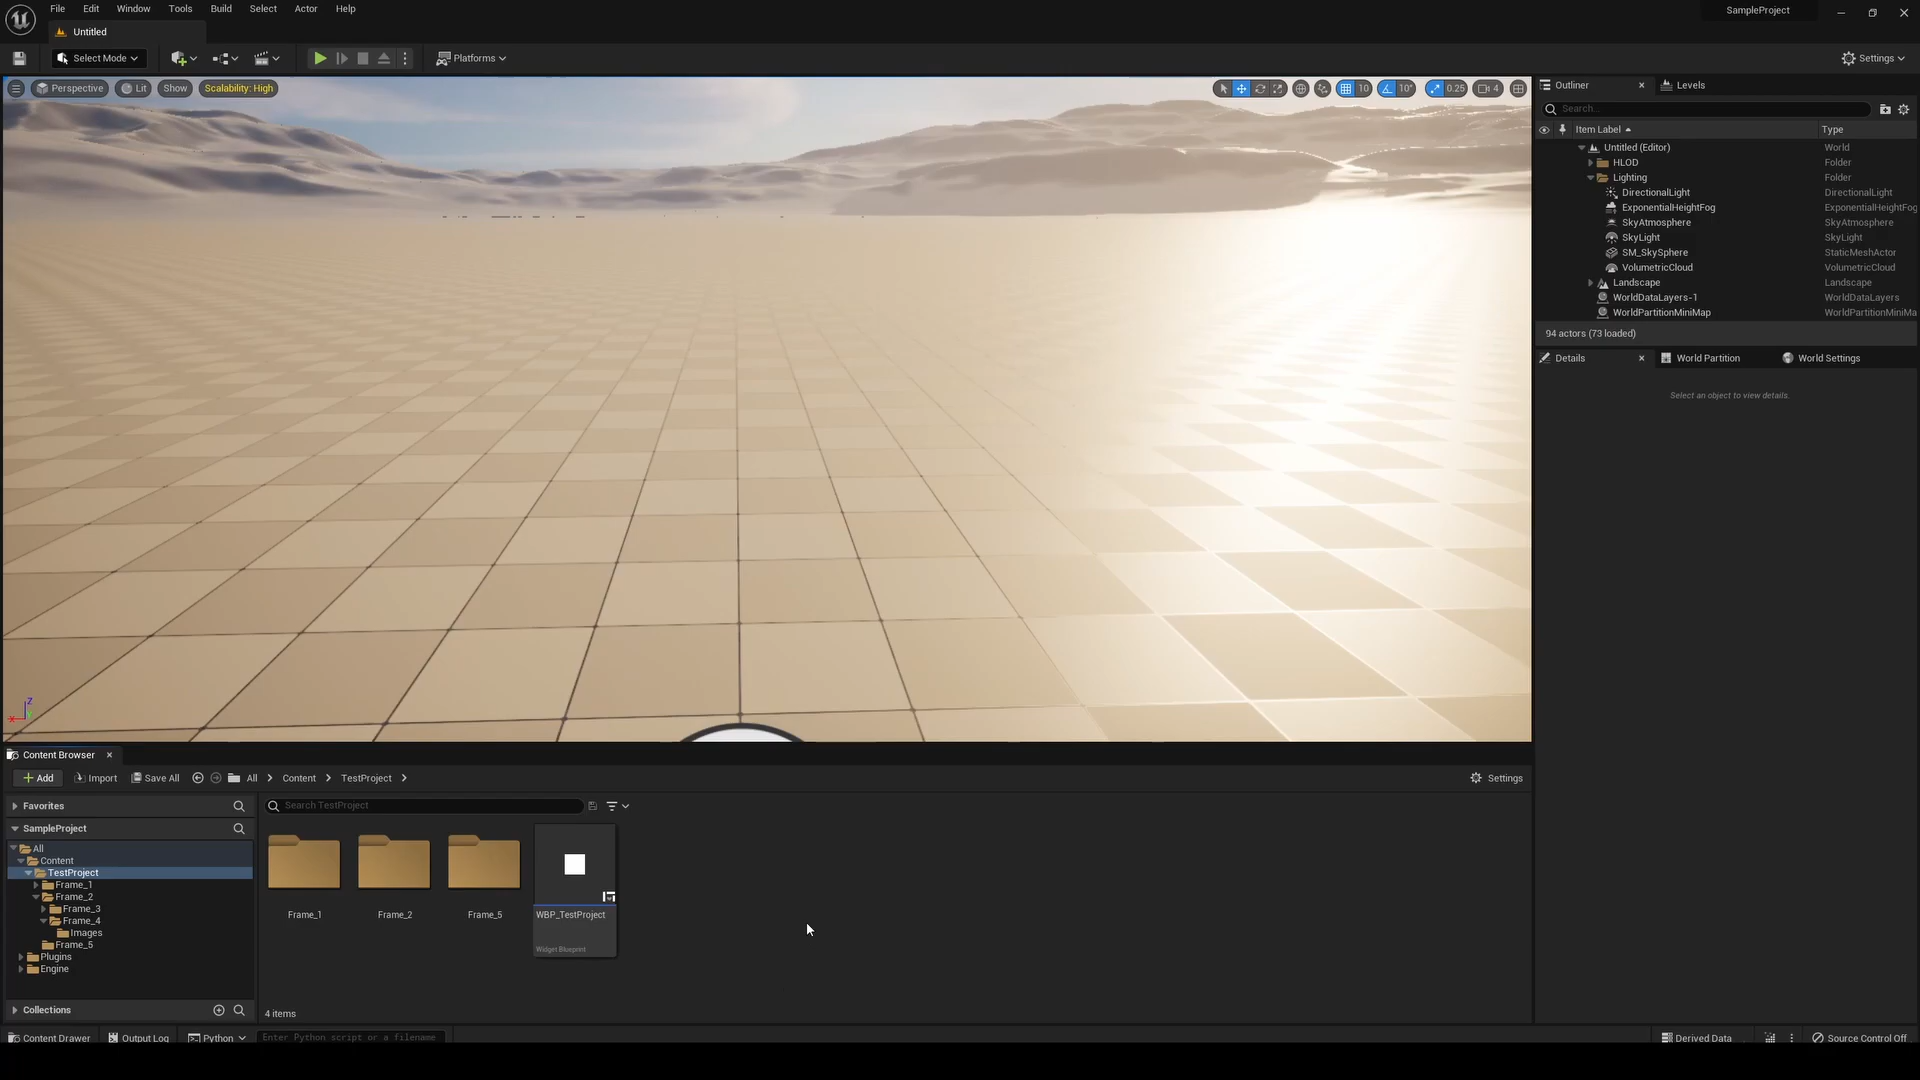 File Edit Window Tools Build Select Actor Help
SampleProject
Untitled
Select Mode
Platforms
Settings
Perspective Lit Show Scalability: High
10 10° 0.25 4
Outliner Levels
Search...
Item Label Type
Untitled (Editor) World
HLOD Folder
Lighting Folder
DirectionalLight DirectionalLight
ExponentialHeightFog ExponentialHeightFog
SkyAtmosphere SkyAtmosphere
SkyLight SkyLight
SM_SkySphere StaticMeshActor
VolumetricCloud VolumetricCloud
Landscape Landscape
WorldDataLayers-1 WorldDataLayers
WorldPartitionMiniMap WorldPartitionMiniMa
94 actors (73 loaded)
Details World Partition World Settings
Select an object to view details.
Z
X
Content Browser
Add Import Save All All Content TestProject
Settings
Favorites
Search TestProject
SampleProject
All
Content
TestProject
Frame_1
Frame_2
Frame_3
Frame_4
Images
Frame_5
Plugins
Engine
Frame_1 Frame_2 Frame_5 WBP_TestProject
Widget Blueprint
Collections
4 items
Content Drawer Output Log Python Enter Python script or a filename
Derived Data Source Control Off